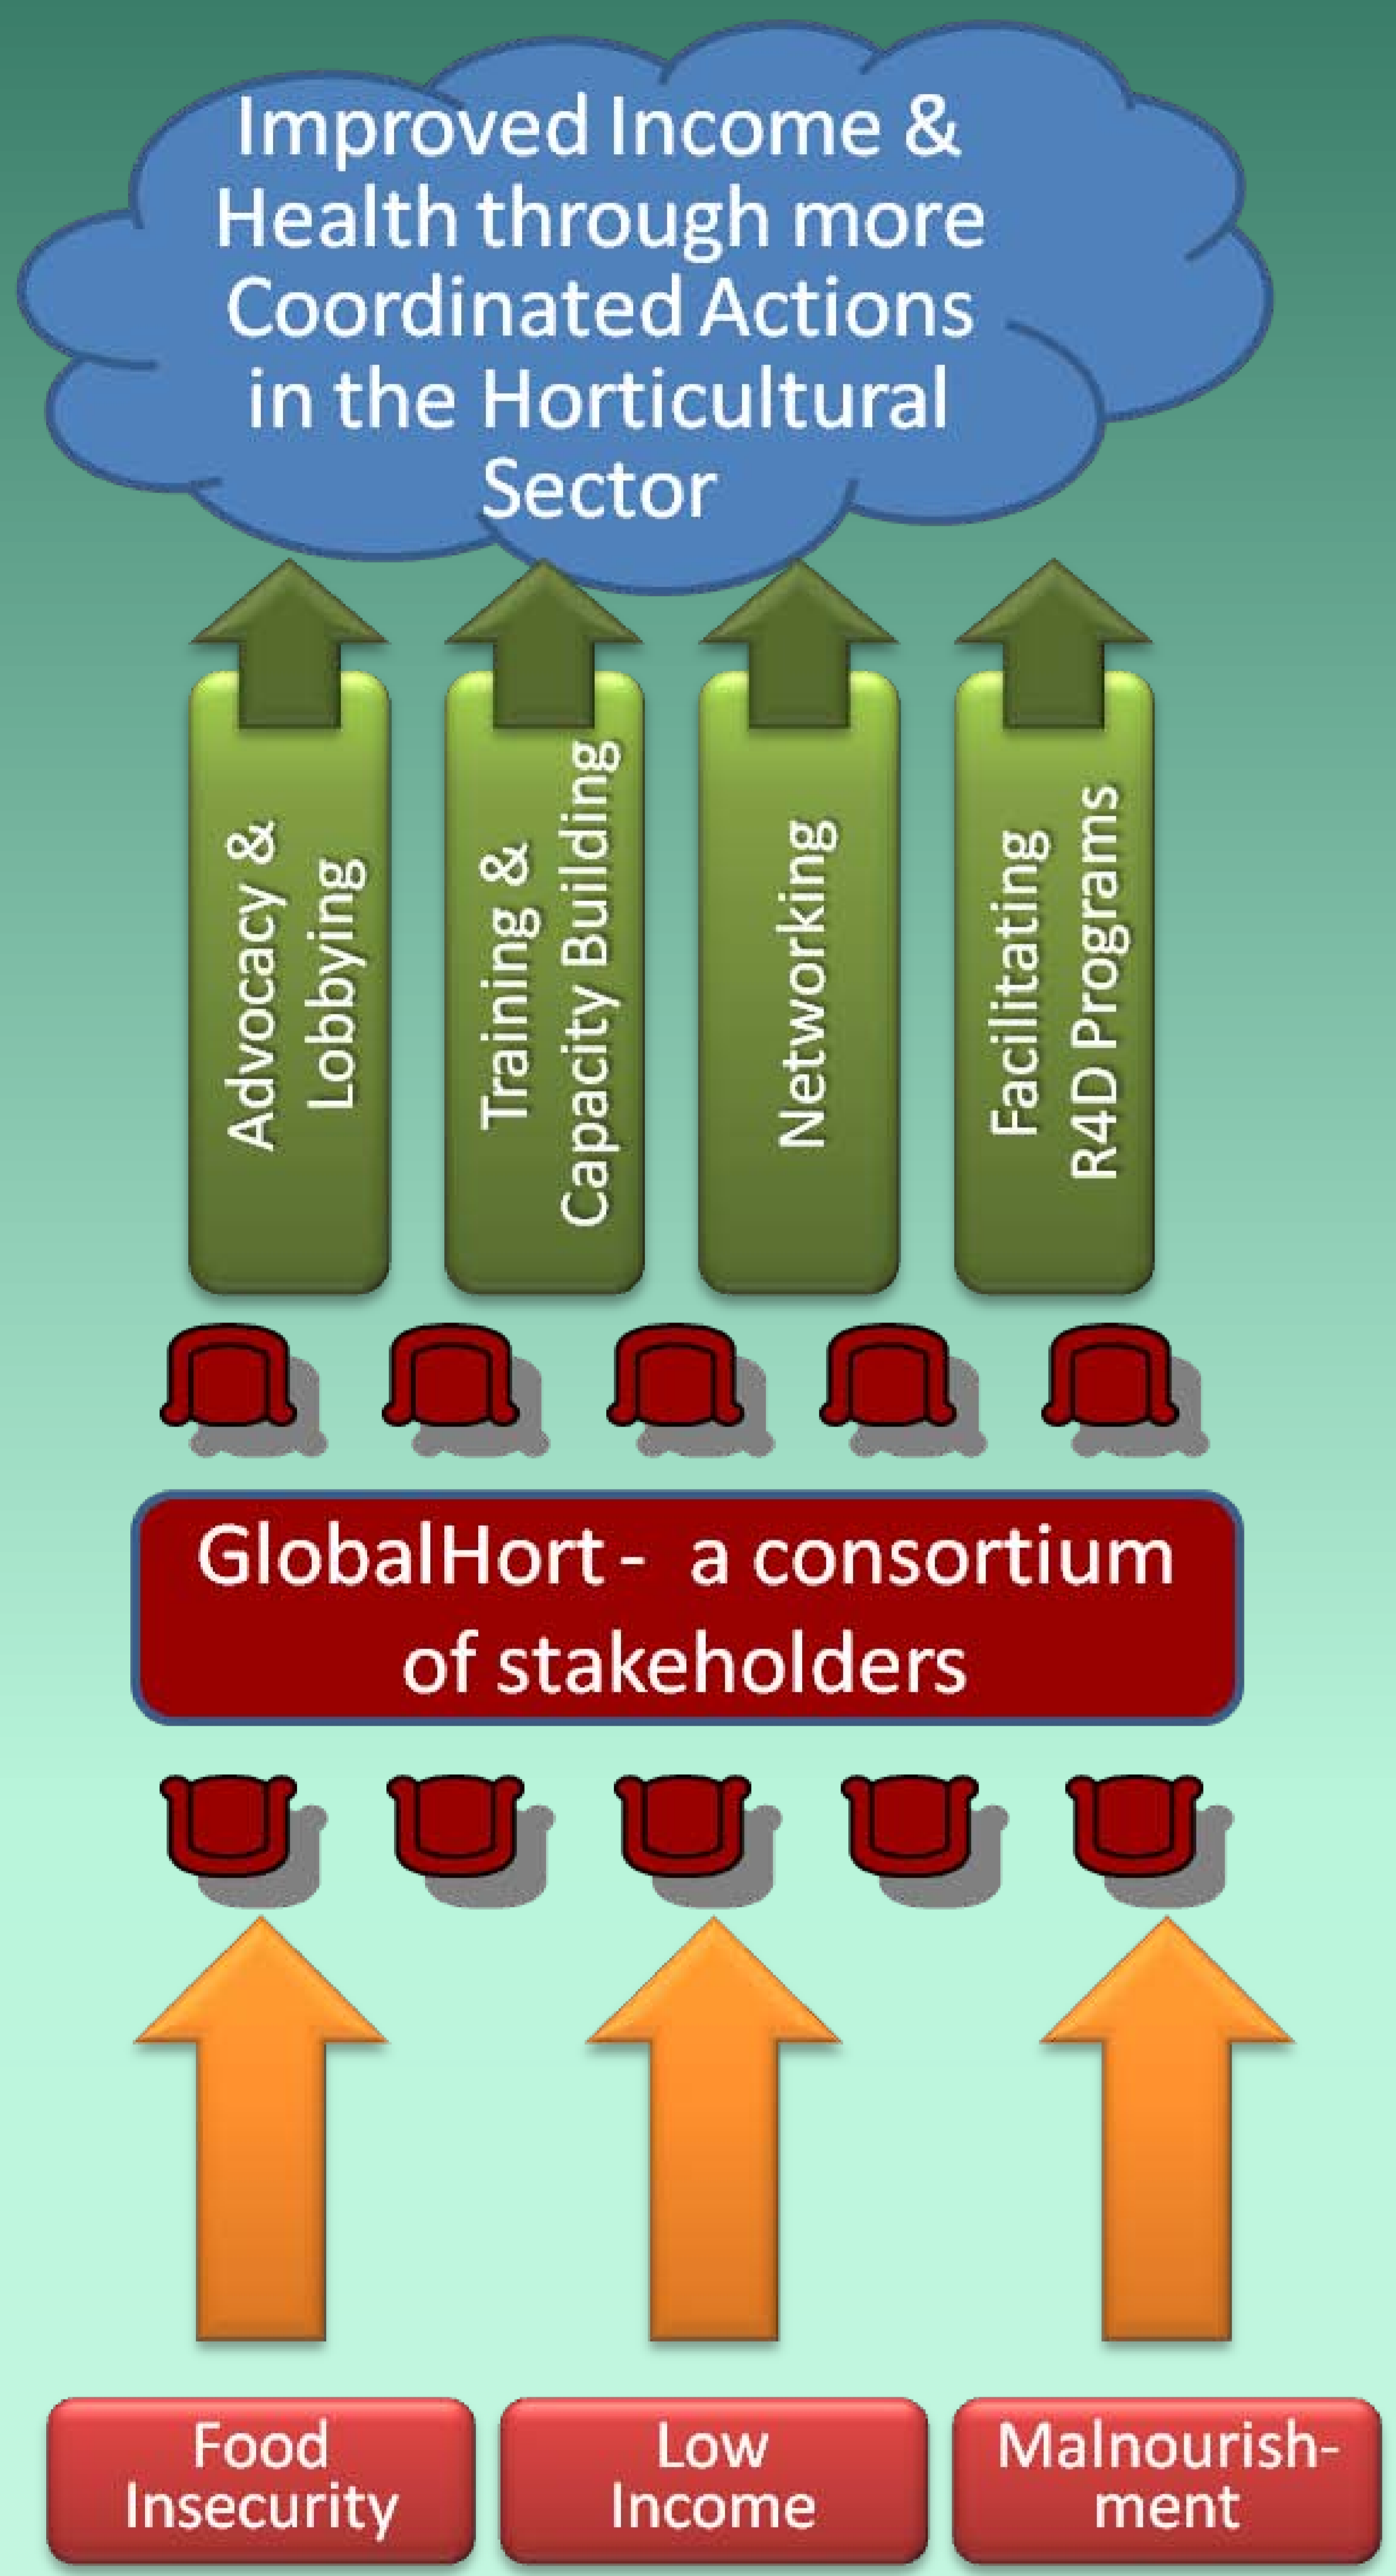 Improved Income &
Health through more
Coordinated Actions
in the Horticultural
Sector
Advocacy &
Lobbying
Training &
Capacity Building
Networking
Facilitating
R4D Programs
GlobalHort - a consortium
of stakeholders
Food
Insecurity
Low
Income
Malnourish-
ment